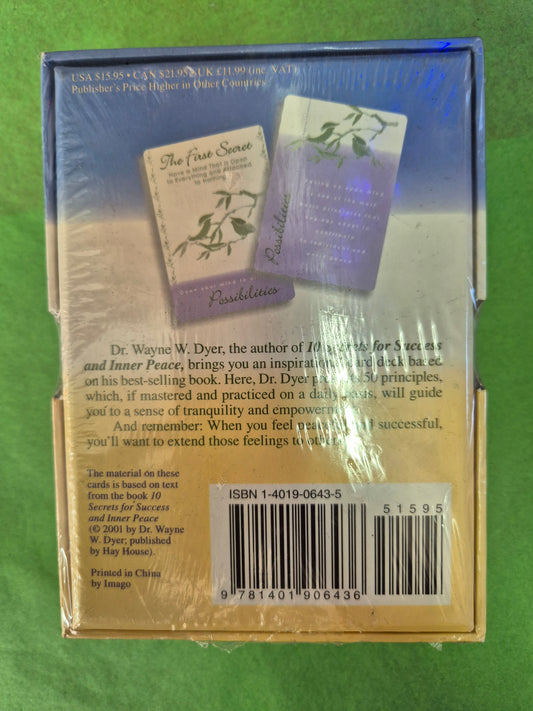 USA $15.95 • CAN $21.95 UK £11.99 (inc. VAT)
Publisher's Price Higher in Other Countries
The First Secret
Have a Mind That Is Open
to Everything and Attached
to Nothing
Open your mind to a
Possibilities
Possibilities
Dr. Wayne W. Dyer, the author of 10 Secrets for Success
and Inner Peace, brings you an inspirational card deck based
on his best-selling book. Here, Dr. Dyer 50 principles,
which, if mastered and practiced on a daily basis, will guide
you to a sense of tranquility and empowerment.
And remember: When you feel peaceful and successful,
you'll want to extend those feelings to others
The material on these
cards is based on text
from the book 10
Secrets for Success
and Inner Peace
(© 2001 by Dr. Wayne
W. Dyer; published
by Hay House).
Printed in China
by Imago
ISBN 1-4019-0643-5
51595
9 781401 906436